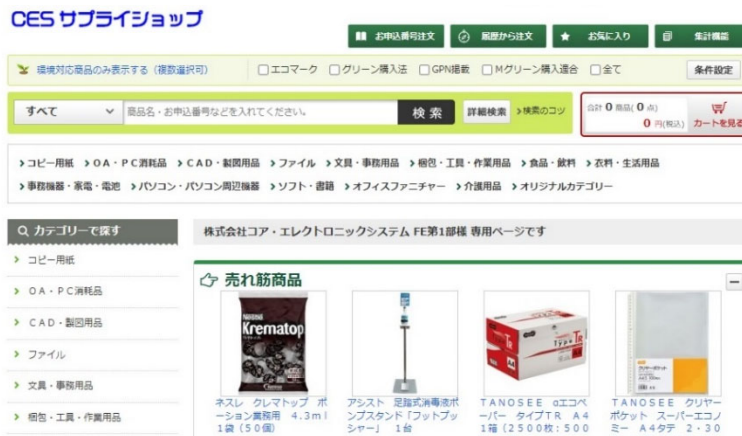 CES サプライショップ
お申込番号注文 履歴から注文 お気に入り 集計機能
環境対応商品のみ表示する（複数選択可） エコマーク グリーン購入法 GPN掲載 Mグリーン購入適合 全て 条件設定
すべて 商品名・お申込番号などを入れてください。 検索 詳細検索 検索のコツ 合計 0 商品( 0 点)
0 円(税込) カートを見る
コピー用紙 OA・PC消耗品 CAD・製図用品 ファイル 文具・事務用品 梱包・工具・作業用品 食品・飲料 衣料・生活用品
事務機器・家電・電池 パソコン・パソコン周辺機器 ソフト・書籍 オフィスファニチャー 介護用品 オリジナルカテゴリー
カテゴリーで探す
株式会社コア・エレクトロニックシステム FE第1部様 専用ページです
コピー用紙
OA・PC消耗品
CAD・製図用品
ファイル
文具・事務用品
梱包・工具・作業用品
売れ筋商品
Nestle
Krematop
ネスレ クレマトップ ポ
ーション業務用 4.3ml
1袋（50個）
アシスト 足踏式消毒液ポ
ンプスタンド「フットプッ
シャー」 1台
Type TR
TANOSEE αエコペ
ーパー タイプTR A4
1箱（2500枚：500
クリヤーポケット
TANOSEE クリヤー
ポケット スーパーエコノ
ミー A4タテ 2・30